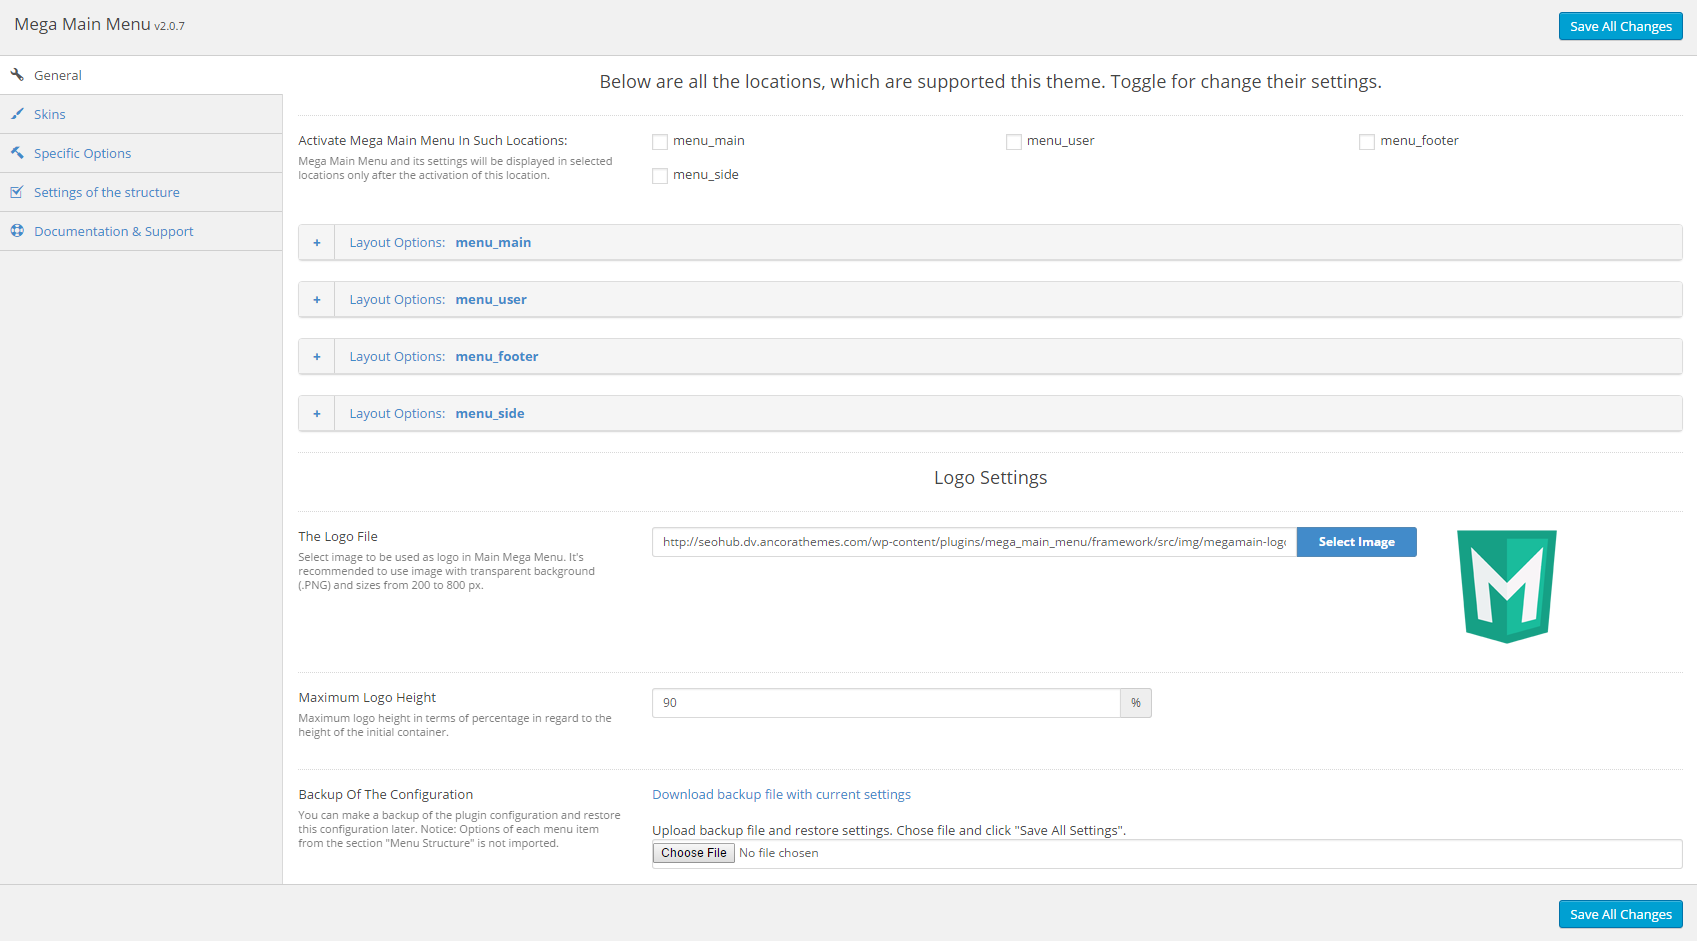 Mega Main Menu v2.0.7
Save All Changes
General
Skins
Specific Options
Settings of the structure
Documentation & Support
Below are all the locations, which are supported this theme. Toggle for change their settings.
Activate Mega Main Menu In Such Locations:
Mega Main Menu and its settings will be displayed in selected
locations only after the activation of this location.
menu_main
menu_user
menu_footer
menu_side
+ Layout Options: menu_main
+ Layout Options: menu_user
+ Layout Options: menu_footer
+ Layout Options: menu_side
Logo Settings
The Logo File
Select image to be used as logo in Main Mega Menu. It's
recommended to use image with transparent background
(.PNG) and sizes from 200 to 800 px.
http://seohub.dv.ancorathemes.com/wp-content/plugins/mega_main_menu/framework/src/img/megamain-logo
Select Image
M
Maximum Logo Height
Maximum logo height in terms of percentage in regard to the
height of the initial container.
90 %
Backup Of The Configuration
You can make a backup of the plugin configuration and restore
this configuration later. Notice: Options of each menu item
from the section "Menu Structure" is not imported.
Download backup file with current settings
Upload backup file and restore settings. Chose file and click "Save All Settings".
Choose File No file chosen
Save All Changes